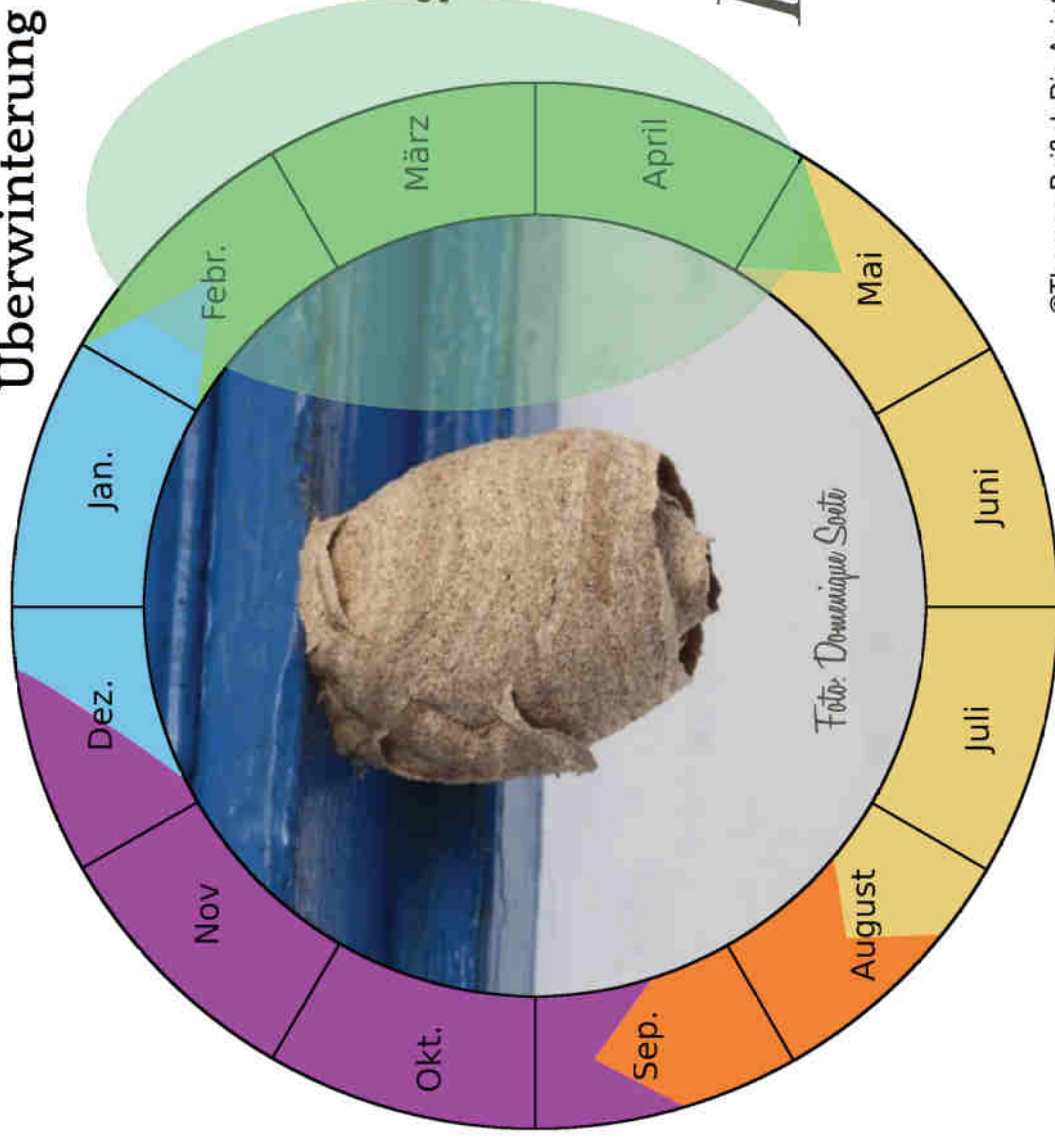 Überwinterung
Jan.
Febr.
März
April
Mai
Juni
Juli
August
Sep.
Okt.
Nov
Dez.
Foto: Dominique Soete